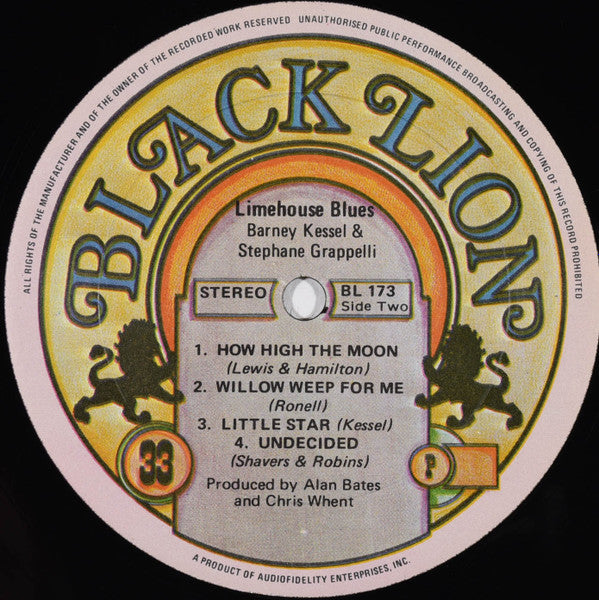 ALL RIGHTS OF THE MANUFACTURER AND OF THE OWNER OF THE RECORDED WORK RESERVED UNAUTHORISED PUBLIC PERFORMANCE BROADCASTING AND COPYING OF THIS RECORD PROHIBITED
BLACK LION
Limehouse Blues
Barney Kessel &
Stephane Grappelli
STEREO
BL 173
Side Two
1. HOW HIGH THE MOON
(Lewis & Hamilton)
2. WILLOW WEEP FOR ME
(Ronell)
3. LITTLE STAR (Kessel)
4. UNDECIDED
(Shavers & Robins)
33
P
Produced by Alan Bates
and Chris Whent
A PRODUCT OF AUDIOFIDELITY ENTERPRISES, INC.